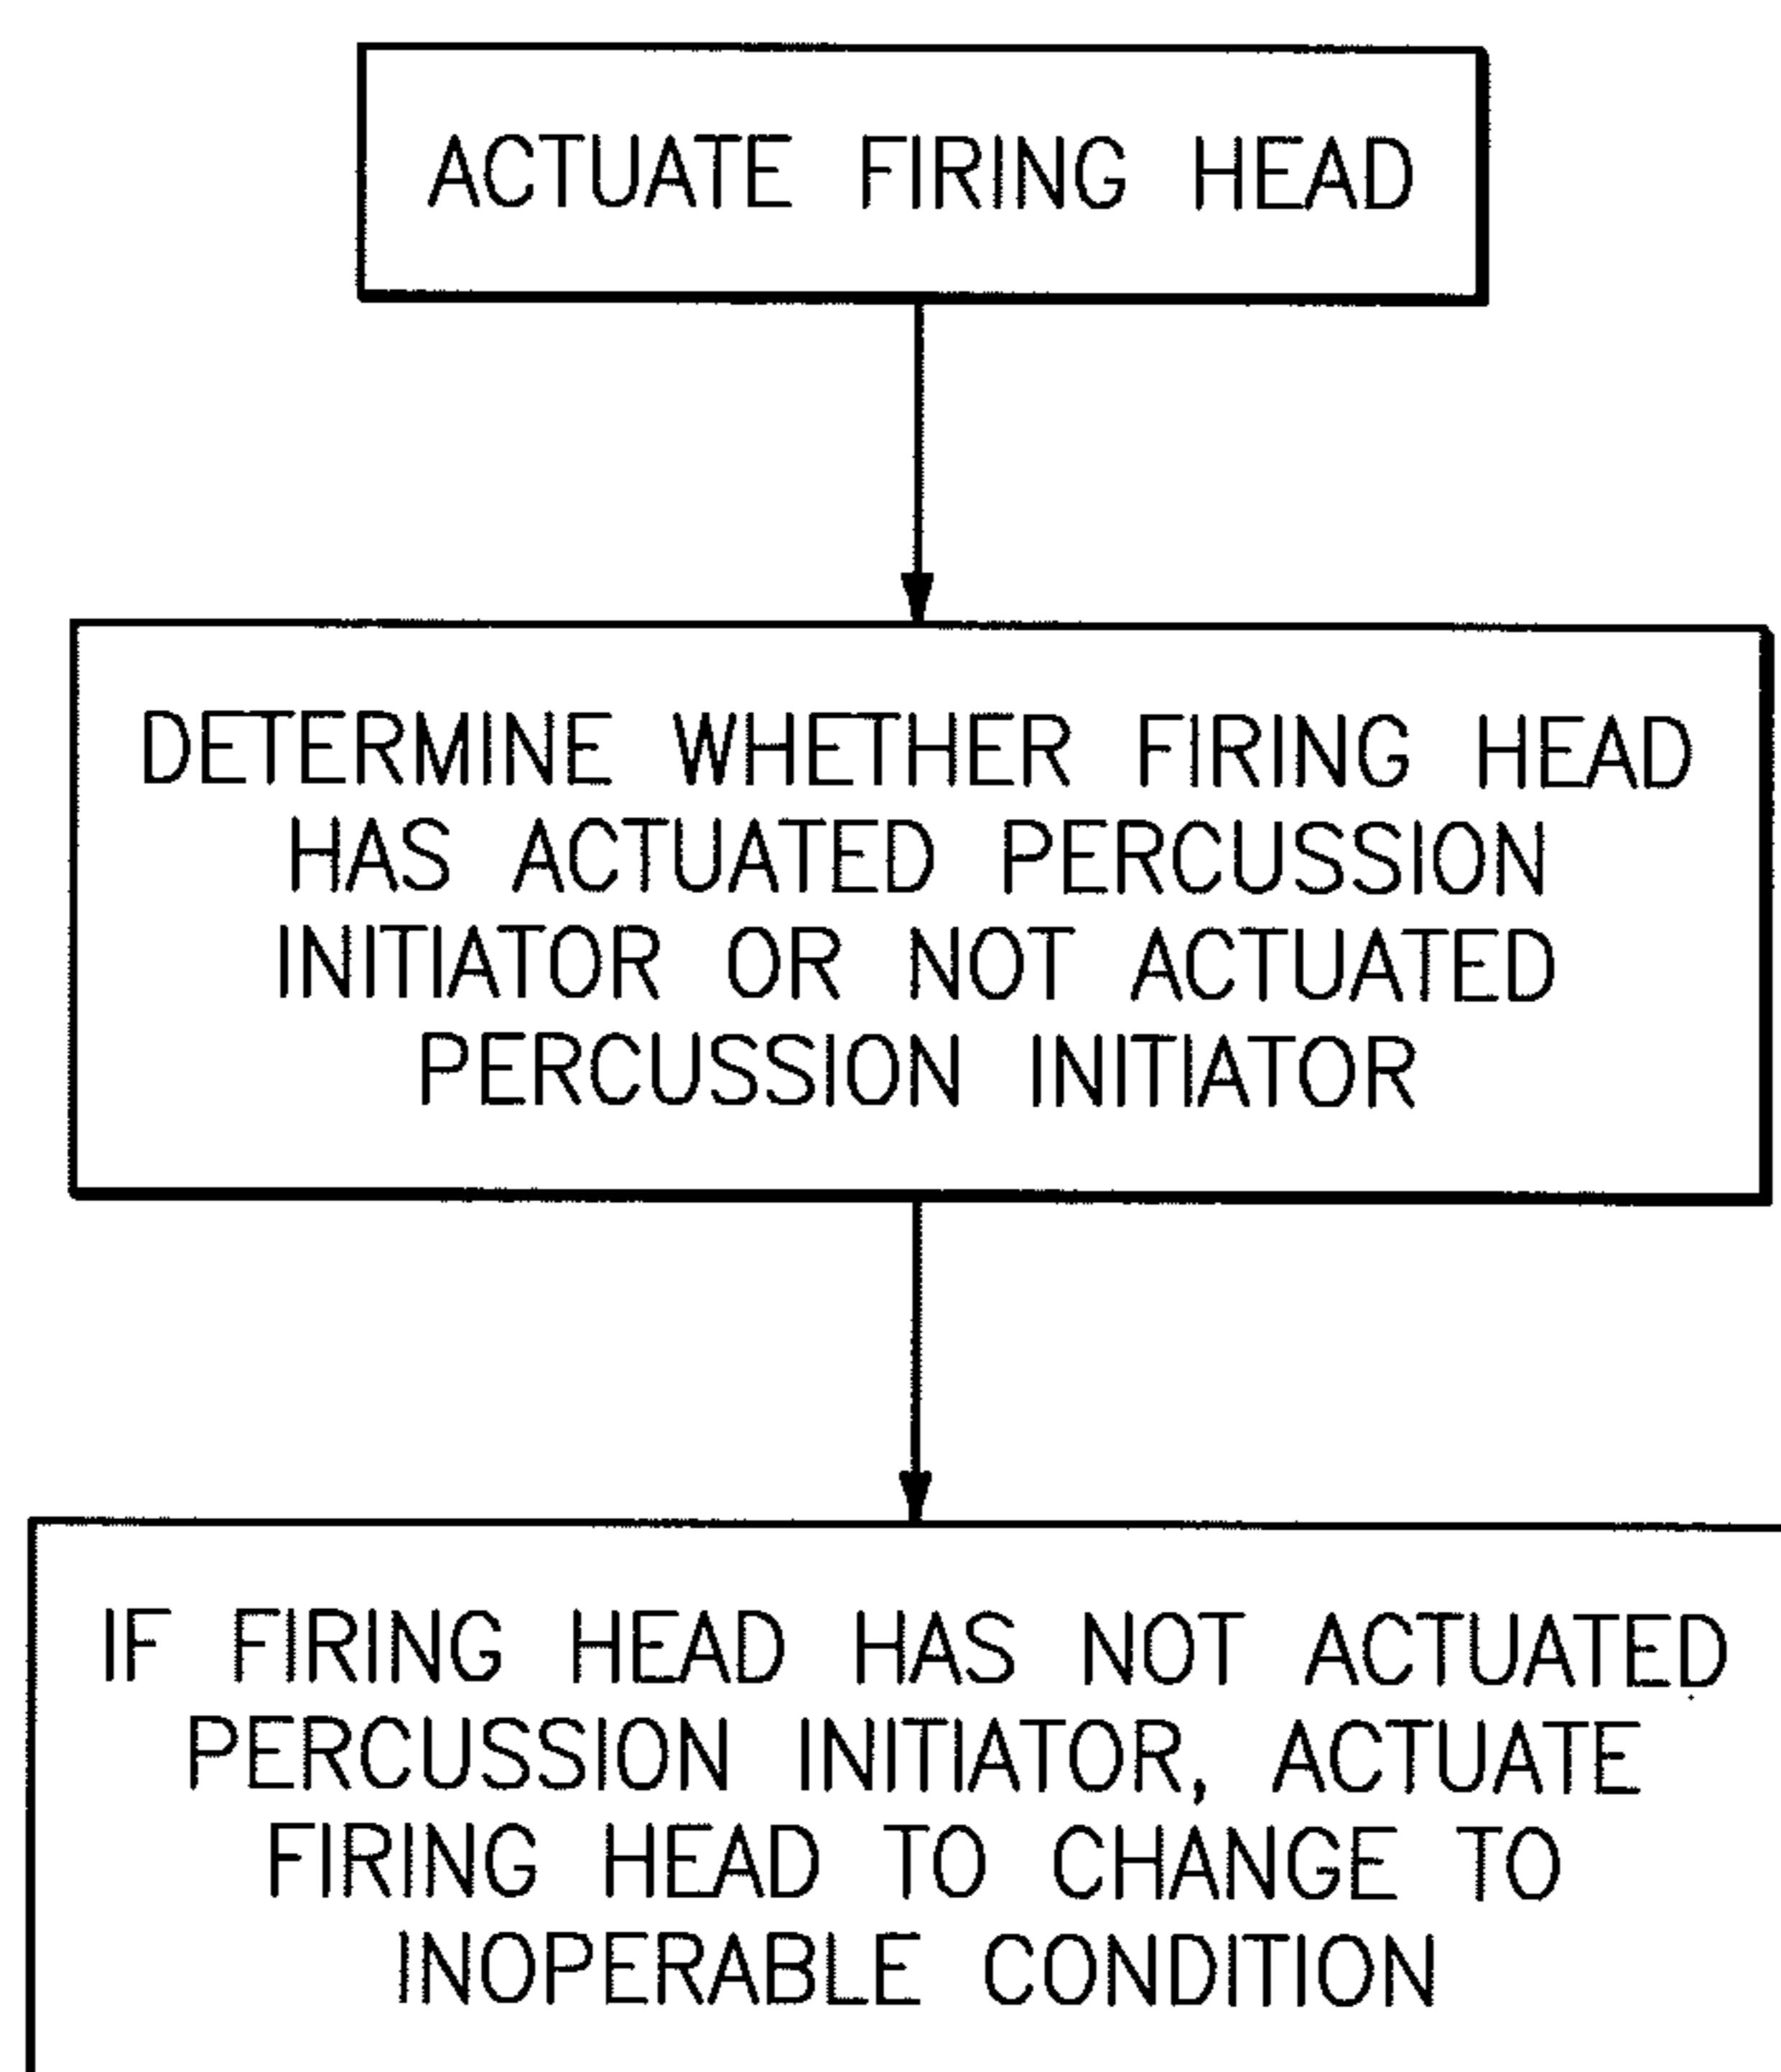 ACTUATE FIRING HEAD
DETERMINE WHETHER FIRING HEAD
HAS ACTUATED PERCUSSION
INITIATOR OR NOT ACTUATED
PERCUSSION INITIATOR
IF FIRING HEAD HAS NOT ACTUATED
PERCUSSION INITIATOR, ACTUATE
FIRING HEAD TO CHANGE TO
INOPERABLE CONDITION